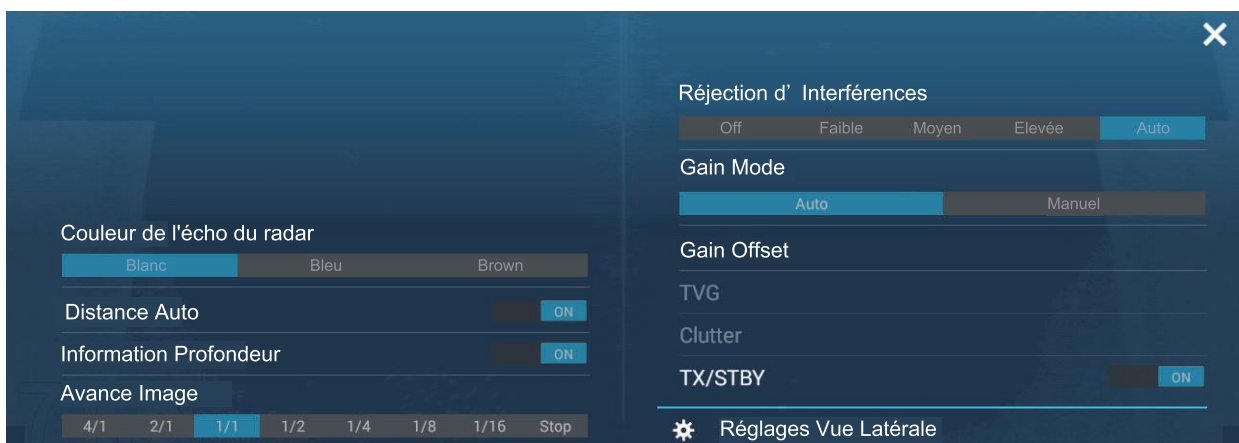 Couleur de l'écho du radar
Blanc Bleu Brown
Distance Auto ON
Information Profondeur ON
Avance Image
4/1 2/1 1/1 1/2 1/4 1/8 1/16 Stop
Réjection d' Interférences
Off Faible Moyen Elevée Auto
Gain Mode
Auto Manuel
Gain Offset
TVG
Clutter
TX/STBY ON
Réglages Vue Latérale